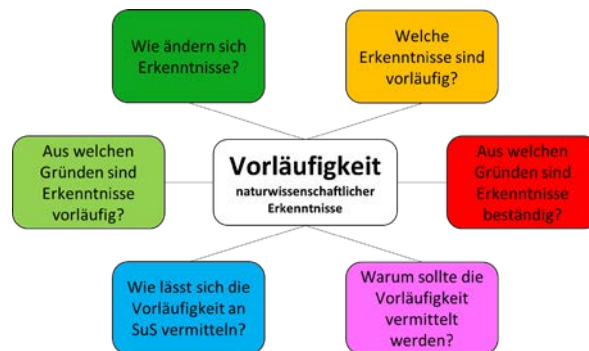 Wie ändern sich
Erkenntnisse?
Welche
Erkenntnisse sind
vorläufig?
Aus welchen
Gründen sind
Erkenntnisse
vorläufig?
Vorläufigkeit
naturwissenschaftlicher
Erkenntnisse
Aus welchen
Gründen sind
Erkenntnisse
beständig?
Wie lässt sich die
Vorläufigkeit an
SuS vermitteln?
Warum sollte die
Vorläufigkeit
vermittelt
werden?